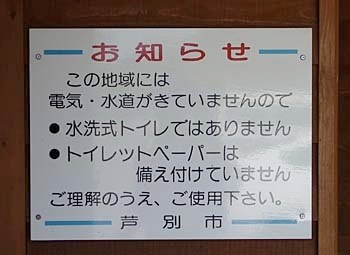 お知らせ
この地域には
電気・水道がきていませんので
●水洗式トイレではありません
●トイレットペーパーは
備え付けていません
ご理解のうえ、ご使用下さい。
芦別市